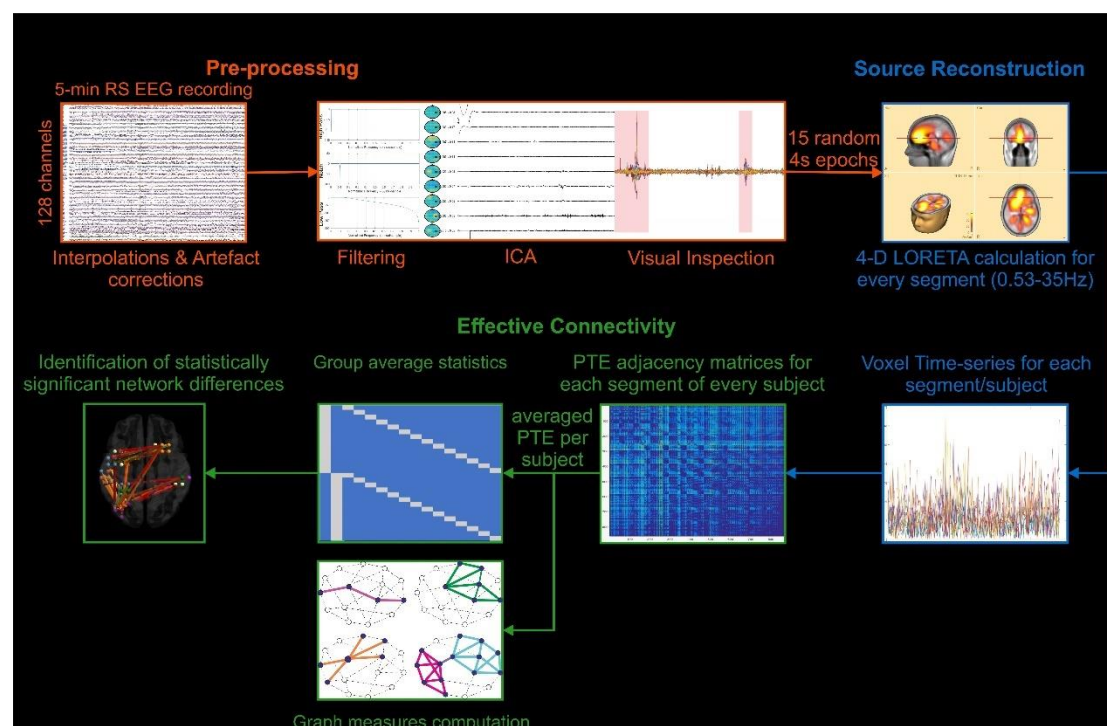 Pre-processing
5-min RS EEG recording
128 channels
Interpolations & Artefact
corrections
Filtering
ICA
Visual Inspection
15 random
4s epochs
Source Reconstruction
4-D LORETA calculation for
every segment (0.53-35Hz)
Effective Connectivity
Identification of statistically
significant network differences
Group average statistics
averaged
PTE per
subject
PTE adjacency matrices for
each segment of every subject
Voxel Time-series for each
segment/subject
Graph measures computation